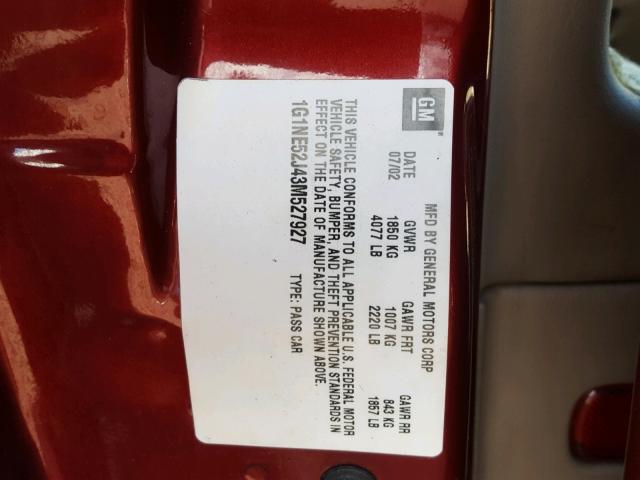 GM
MFD BY GENERAL MOTORS CORP
DATE GVWR GAWR FRT GAWR RR
07/02 1850 KG 1007 KG 843 KG
4077 LB 2220 LB 1857 LB
THIS VEHICLE CONFORMS TO ALL APPLICABLE U.S. FEDERAL MOTOR
VEHICLE SAFETY, BUMPER, AND THEFT PREVENTION STANDARDS IN
EFFECT ON THE DATE OF MANUFACTURE SHOWN ABOVE.
1G1NE52J43M527927 TYPE: PASS CAR